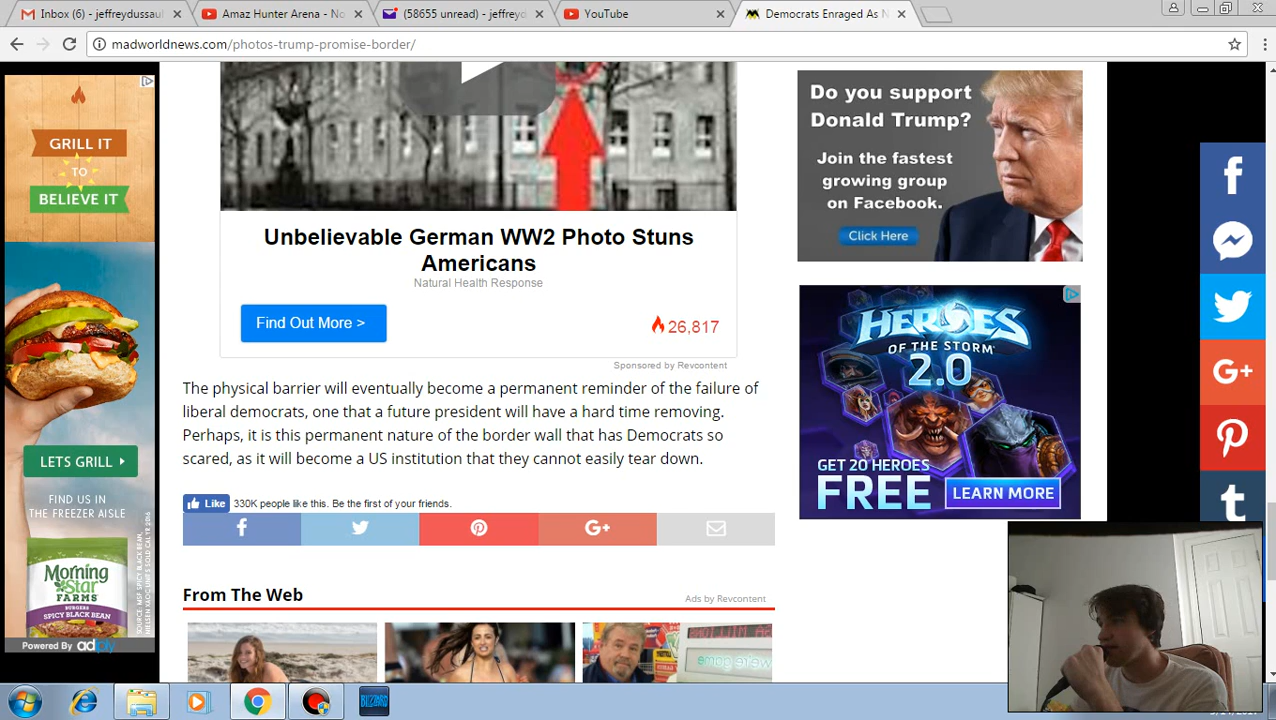 Inbox (6) - jeffreydussaul
Amaz Hunter Arena - No
(58655 unread) - jeffreyd
YouTube
Democrats Enraged As N
madworldnews.com/photos-trump-promise-border/
GRILL IT
TO
BELIEVE IT
LETS GRILL
FIND US IN
THE FREEZER AISLE
Morning
Star
FARMS
BURGERS
SPICY BLACK BEAN
Powered By adply
Unbelievable German WW2 Photo Stuns
Americans
Natural Health Response
Find Out More >
26,817
Sponsored by Revcontent
The physical barrier will eventually become a permanent reminder of the failure of
liberal democrats, one that a future president will have a hard time removing.
Perhaps, it is this permanent nature of the border wall that has Democrats so
scared, as it will become a US institution that they cannot easily tear down.
Like 330K people like this. Be the first of your friends.
From The Web
Ads by Revcontent
Do you support
Donald Trump?
Join the fastest
growing group
on Facebook.
Click Here
HEROES
OF THE STORM
2.0
GET 20 HEROES
FREE
LEARN MORE
BLIZZARD